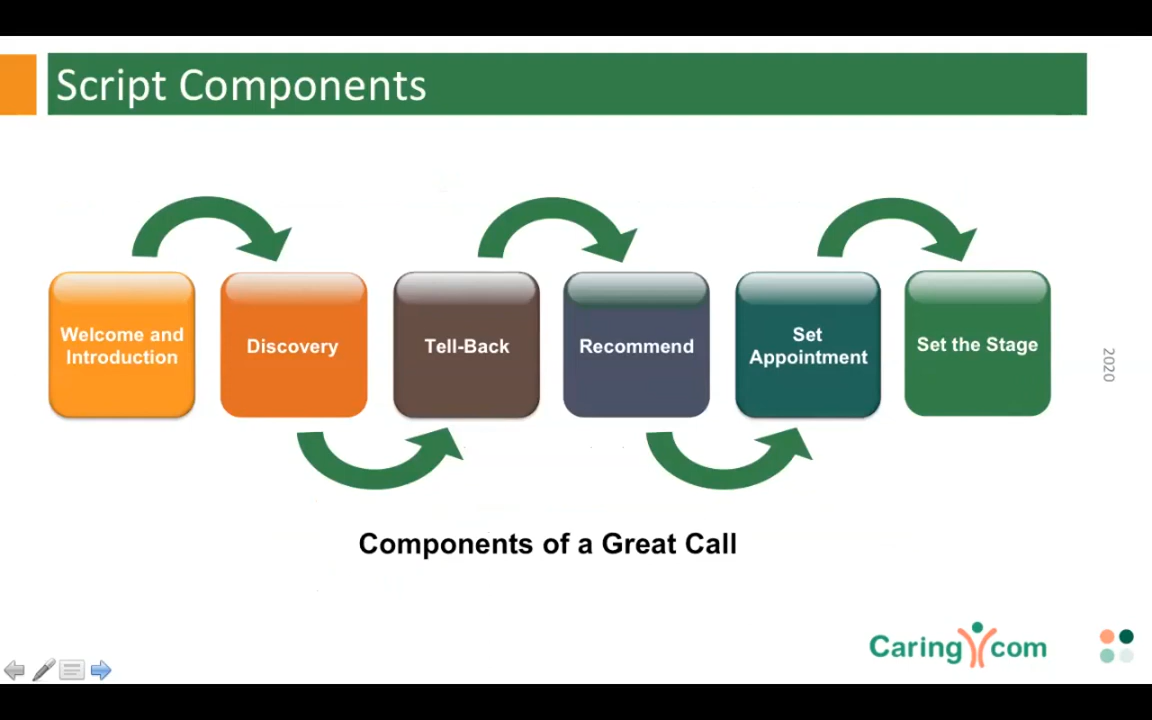 Script Components
Welcome and
Introduction
Discovery
Tell-Back
Recommend
Set
Appointment
Set the Stage
2020
Components of a Great Call
Caring com